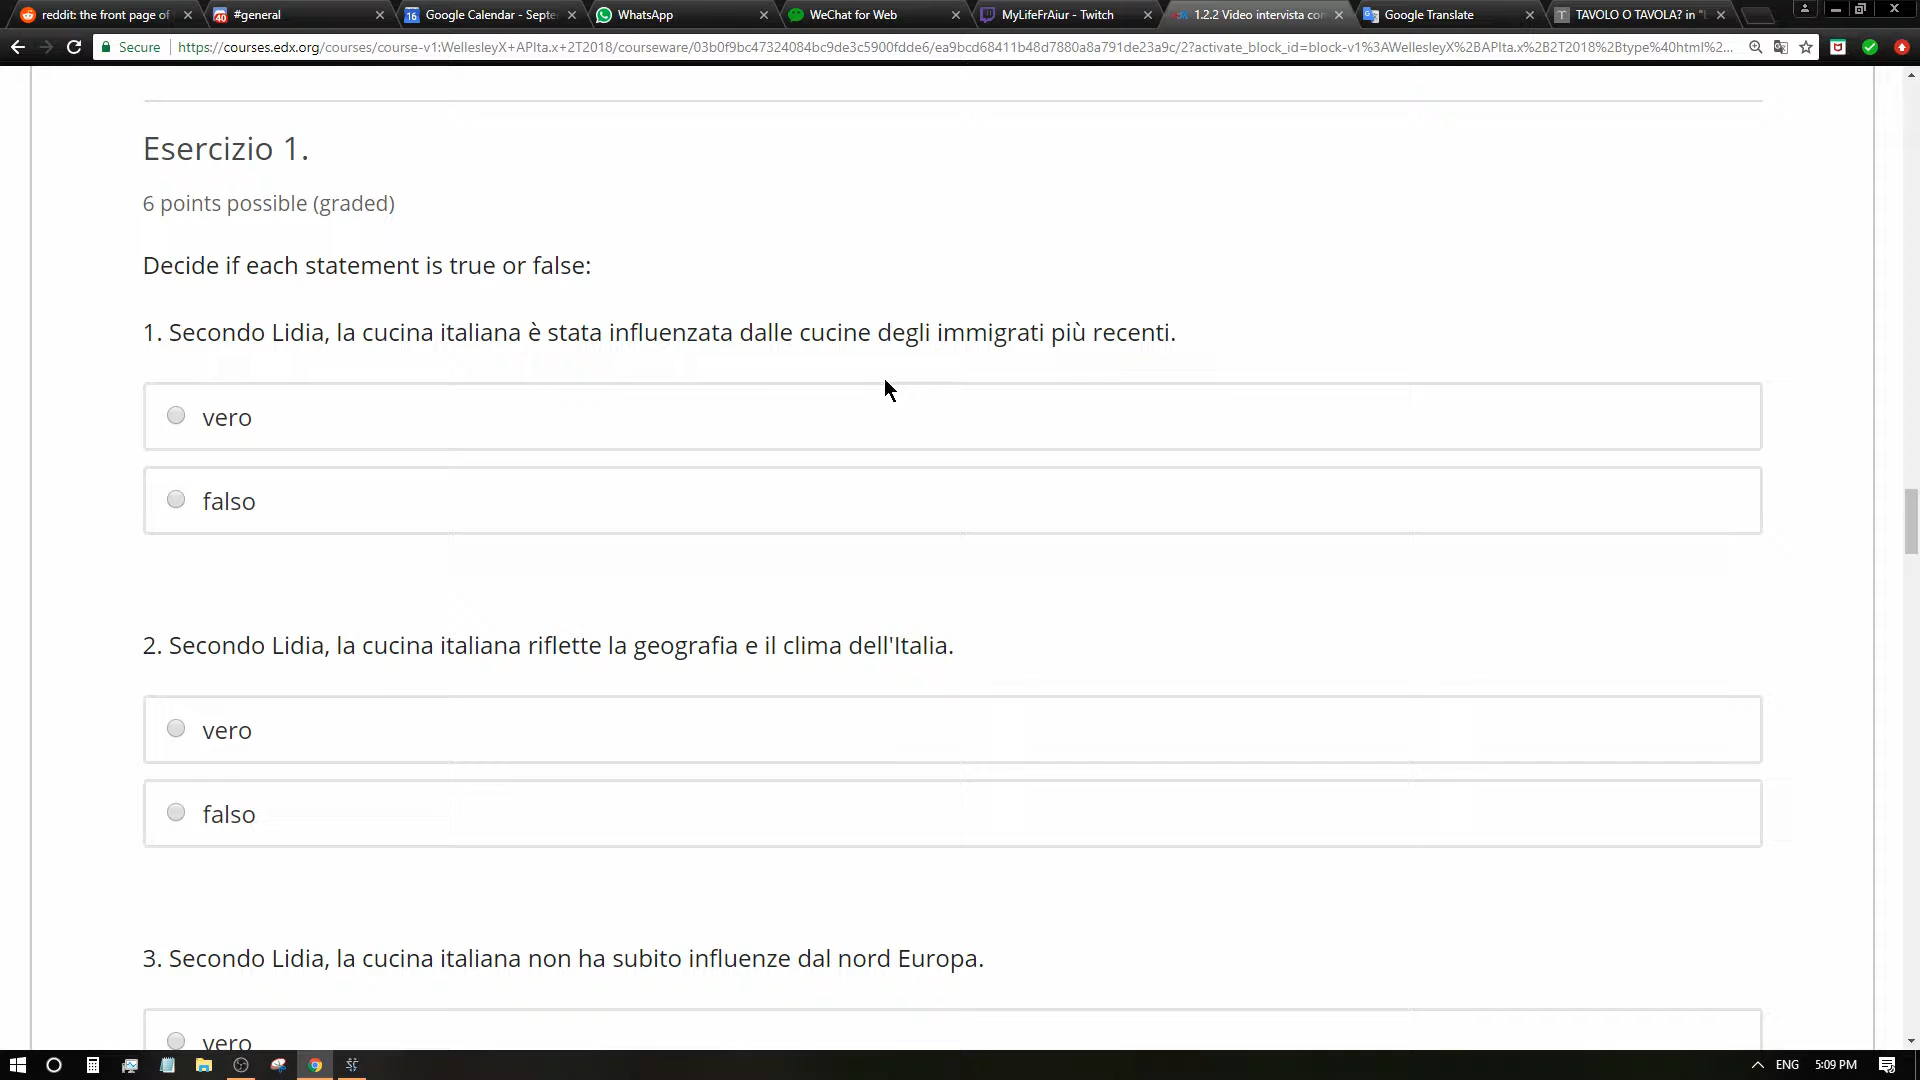 reddit: the front page of
#general
Google Calendar - Septe
WhatsApp
WeChat for Web
MyLifeFrAiur - Twitch
1.2.2 Video intervista co
Google Translate
TAVOLO O TAVOLA? in "
Secure
https://courses.edx.org/courses/course-v1:WellesleyX+APIta.x+2T2018/courseware/03b0f9bc47324084bc9de3c5900fdde6/ea9bcd68411b48d7880a8a791de23a9c/2?activate_block_id=block-v1%3AWellesleyX%2BAPIta.x%2B2T2018%2Btype%40html%2...
Esercizio 1.
6 points possible (graded)
Decide if each statement is true or false:
1. Secondo Lidia, la cucina italiana è stata influenzata dalle cucine degli immigrati più recenti.
vero
falso
2. Secondo Lidia, la cucina italiana riflette la geografia e il clima dell'Italia.
vero
falso
3. Secondo Lidia, la cucina italiana non ha subito influenze dal nord Europa.
vero
ENG
5:09 PM